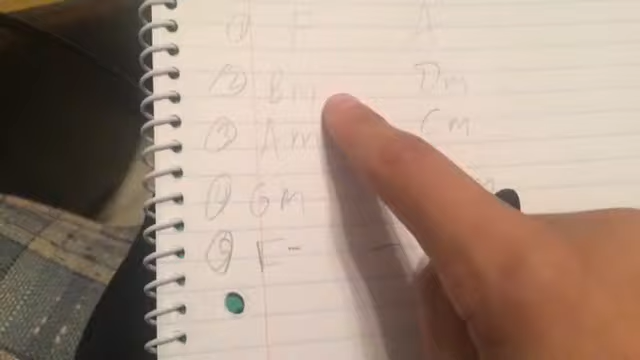 ① F A
② Bm Dm
③ Am Cm
④ Gm m
⑤ F